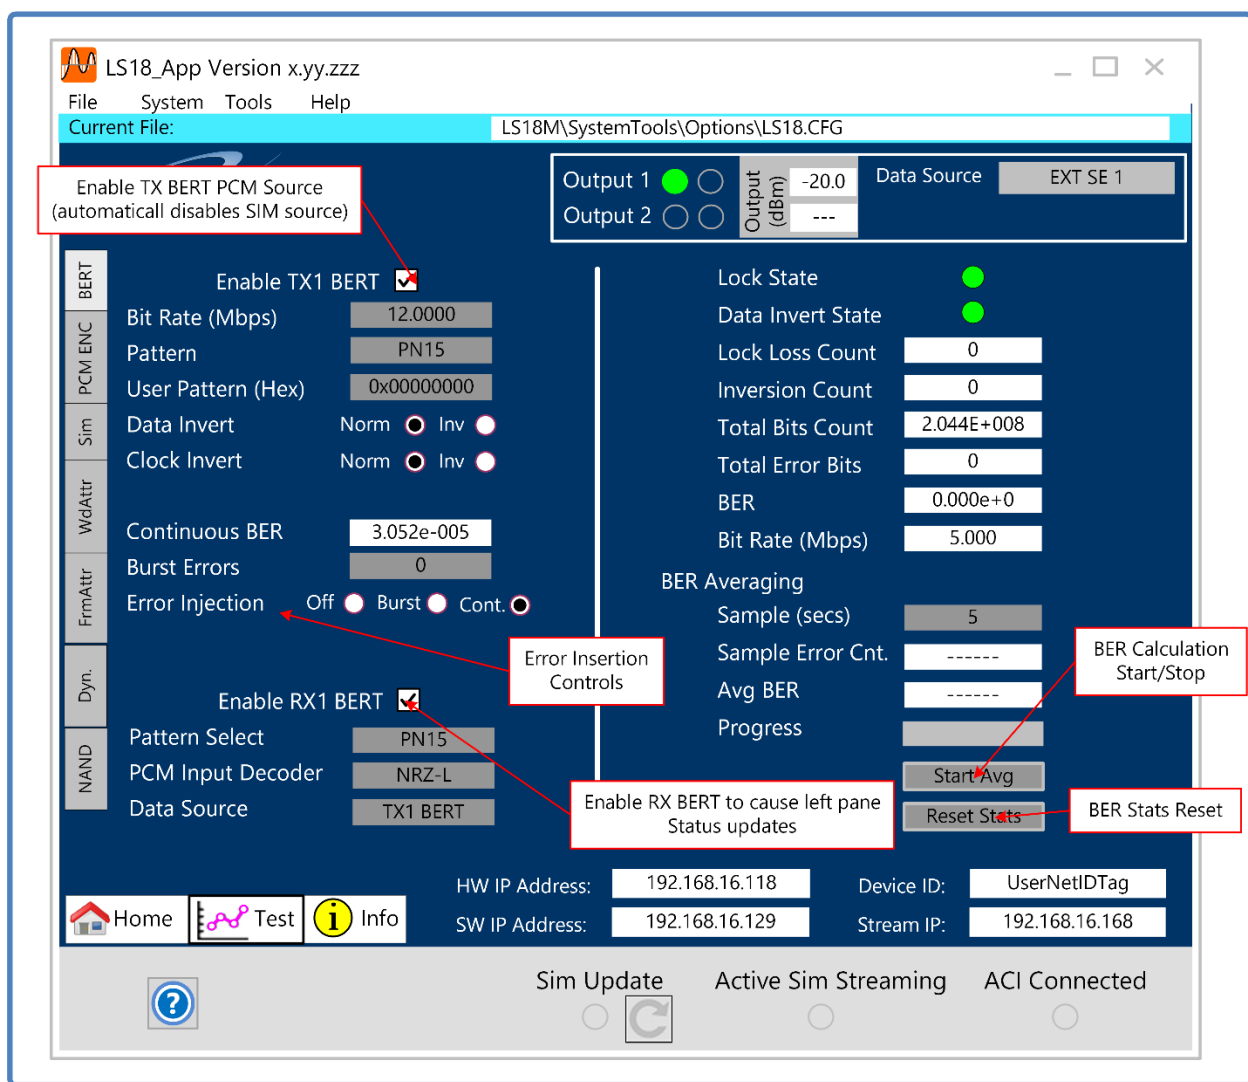 LS18_App Version x.yy.zzz
File System Tools Help
Current File: LS18M\SystemTools\Options\LS18.CFG
Enable TX BERT PCM Source
(automaticall disables SIM source)
Output 1
Output 2
Output
(dBm)
-20.0
---
Data Source EXT SE 1
BERT
PCM ENC
Sim
WdAttr
FrmAttr
Dyn.
NAND
Enable TX1 BERT
Bit Rate (Mbps) 12.0000
Pattern PN15
User Pattern (Hex) 0x00000000
Data Invert Norm Inv
Clock Invert Norm Inv
Continuous BER 3.052e-005
Burst Errors 0
Error Injection Off Burst Cont.
Error Insertion
Controls
Enable RX1 BERT
Pattern Select PN15
PCM Input Decoder NRZ-L
Data Source TX1 BERT
Enable RX BERT to cause left pane
Status updates
Lock State
Data Invert State
Lock Loss Count 0
Inversion Count 0
Total Bits Count 2.044E+008
Total Error Bits 0
BER 0.000e+0
Bit Rate (Mbps) 5.000
BER Averaging
Sample (secs) 5
Sample Error Cnt. ------
Avg BER ------
Progress
BER Calculation
Start/Stop
Start Avg
Reset Stats
BER Stats Reset
HW IP Address: 192.168.16.118 Device ID: UserNetIDTag
SW IP Address: 192.168.16.129 Stream IP: 192.168.16.168
Home Test i Info
? Sim Update Active Sim Streaming ACI Connected